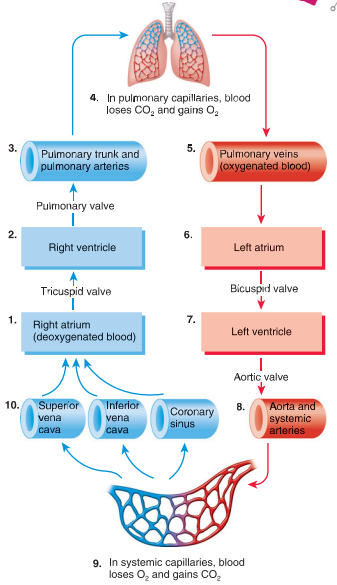 4. In pulmonary capillaries, blood
loses CO2 and gains O2
3. Pulmonary trunk and
pulmonary arteries
5. Pulmonary veins
(oxygenated blood)
Pulmonary valve
2. Right ventricle
6. Left atrium
Tricuspid valve
Bicuspid valve
1. Right atrium
(deoxygenated blood)
7. Left ventricle
Aortic valve
10. Superior
vena
cava
Inferior
vena
cava
Coronary
sinus
8. Aorta and
systemic
arteries
9. In systemic capillaries, blood
loses O2 and gains CO2